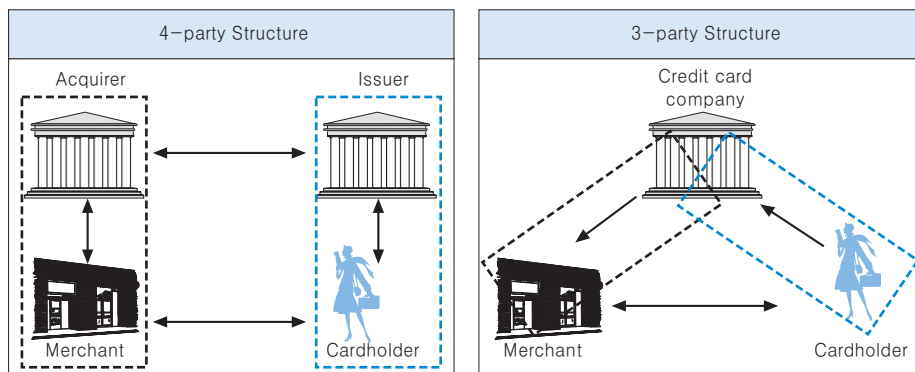 4-party Structure
Acquirer
Issuer
Merchant
Cardholder
3-party Structure
Credit card
company
Merchant
Cardholder